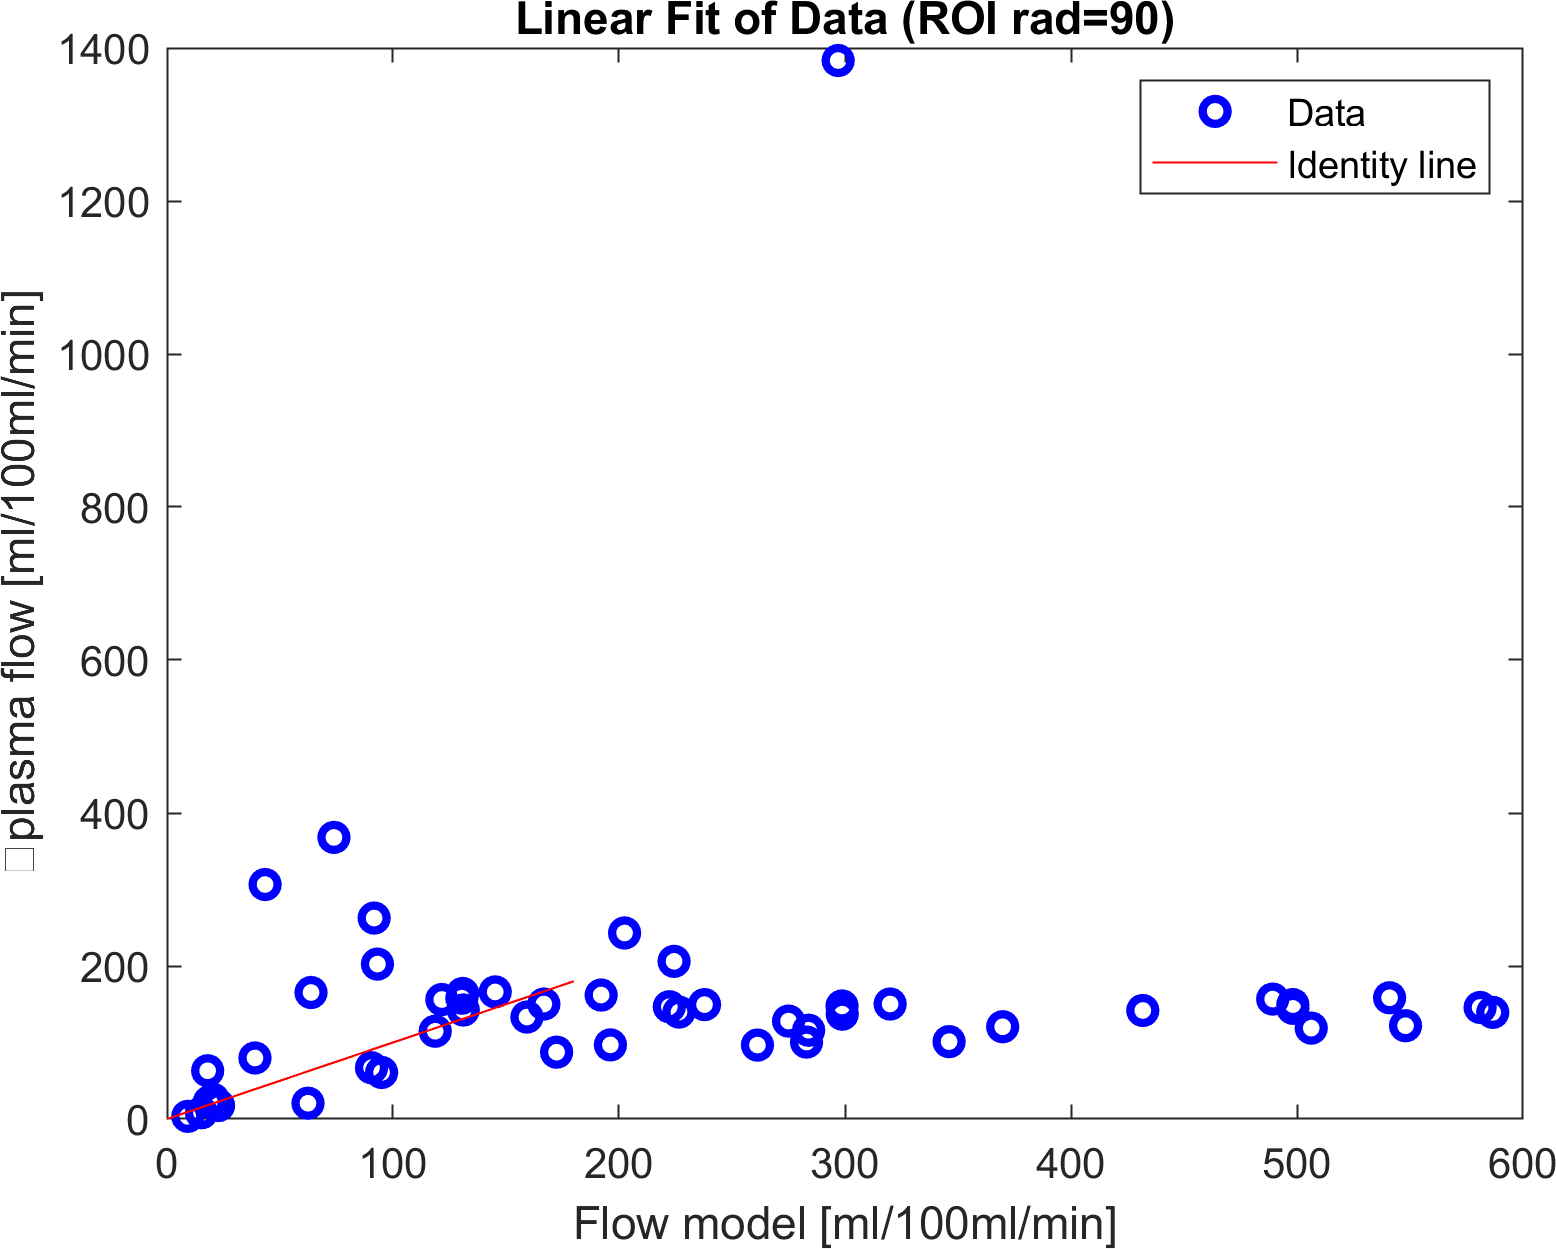 Linear Fit of Data (ROI rad=90)
1400
1200
1000
800
600
400
200
0
□plasma flow [ml/100ml/min]
Data
Identity line
0 100 200 300 400 500 600
Flow model [ml/100ml/min]